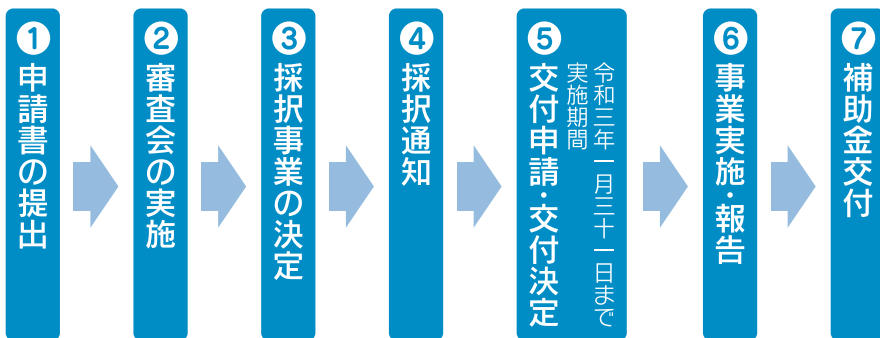 ❶
申請書の提出
❷
審査会の実施
❸
採択事業の決定
❹
採択通知
❺
交付申請・交付決定
実施期間
令和三年一月三十一日まで
❻
事業実施・報告
❼
補助金交付